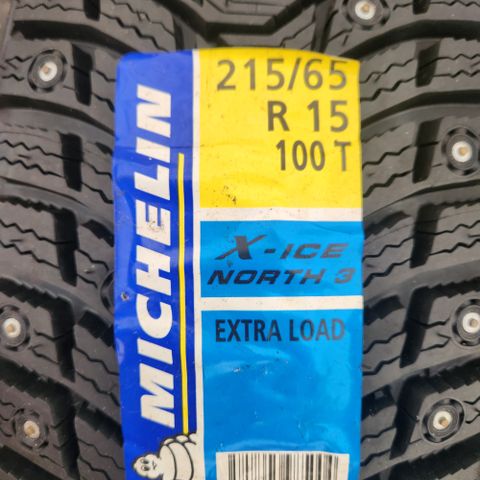 MICHELIN
215/65
R 15
100 T
X-ICE
NORTH 3
EXTRA LOAD